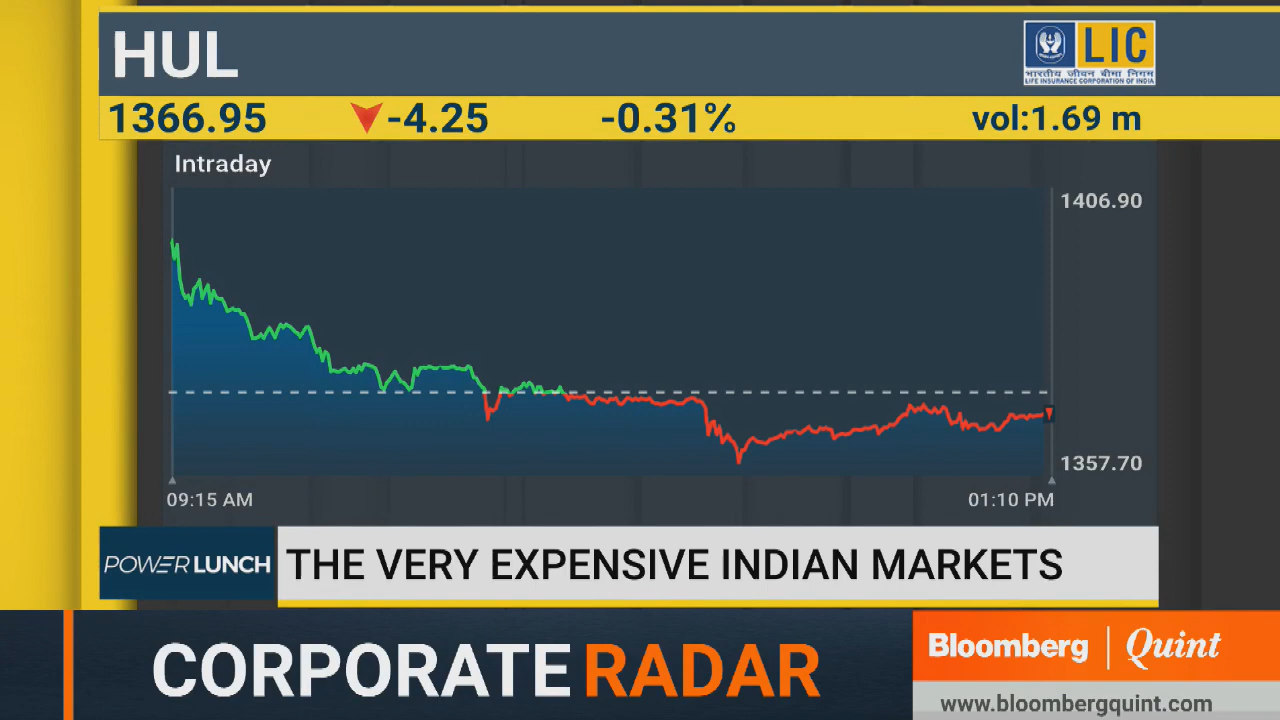 HUL
LIC
भारतीय जीवन बीमा निगम
LIFE INSURANCE CORPORATION OF INDIA
1366.95 -4.25 -0.31% vol:1.69 m
Intraday
1406.90
1357.70
09:15 AM 01:10 PM
POWER LUNCH THE VERY EXPENSIVE INDIAN MARKETS
CORPORATE RADAR
Bloomberg | Quint
www.bloombergquint.com